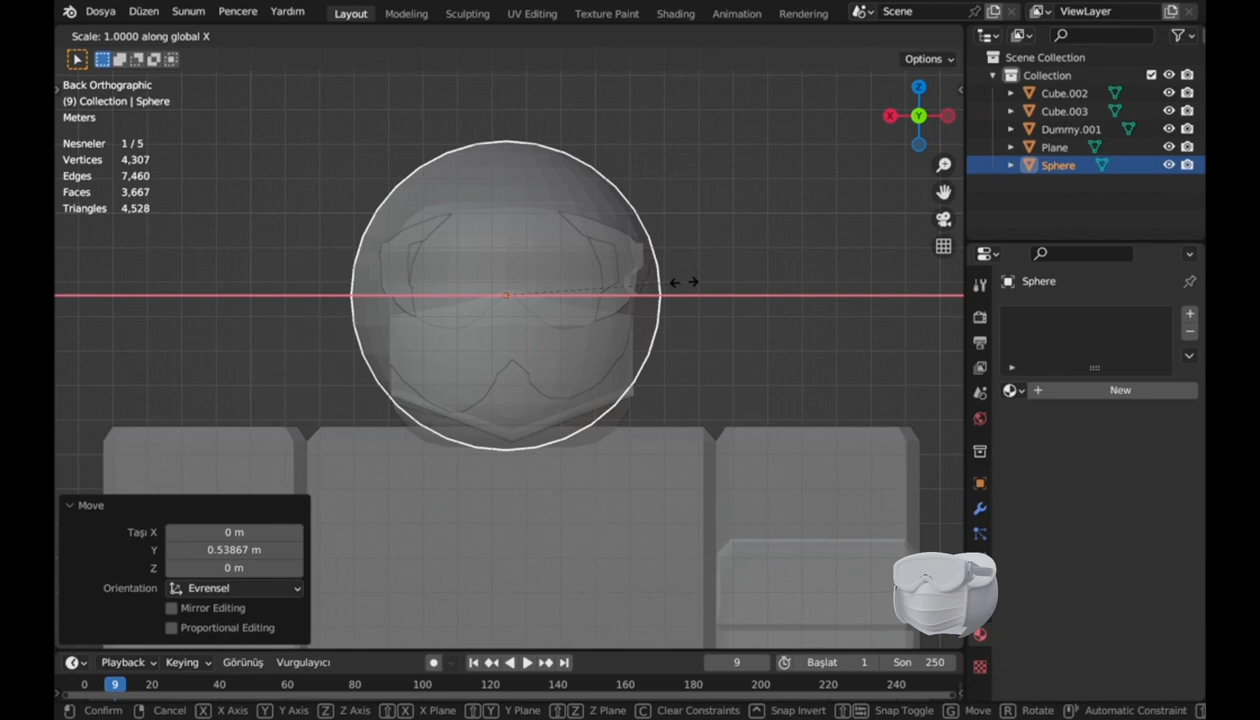 Dosya Düzen Sunum Pencere Yardım Layout Modeling Sculpting UV Editing Texture Paint Shading Animation Rendering Scene ViewLayer
Scale: 1.0000 along global X
Options
Back Orthographic
(9) Collection | Sphere
Meters
Nesneler 1 / 5
Vertices 4,307
Edges 7,460
Faces 3,667
Triangles 4,528
Z
X
Y
Scene Collection
Collection
Cube.002
Cube.003
Dummy.001
Plane
Sphere
Sphere
New
Move
Taşı X 0 m
Y 0.53867 m
Z 0 m
Orientation Evrensel
Mirror Editing
Proportional Editing
Playback Keying Görünüş Vurgulayıcı 9 Başlat 1 Son 250
0 9 20 40 60 80 100 120 140 160 180 200 220 240
Confirm Cancel X X Axis Y Y Axis Z Z Axis X X Plane Y Y Plane Z Z Plane C Clear Constraints Snap Invert Snap Toggle G Move R Rotate Automatic Constraint